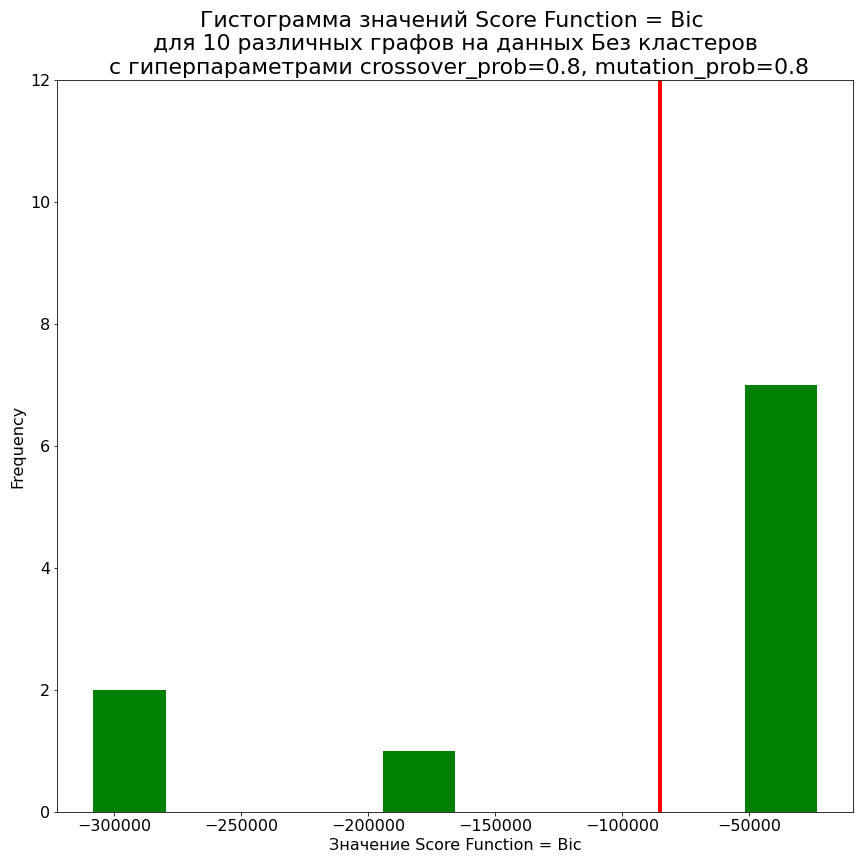 Гистограмма значений Score Function = Bic
для 10 различных графов на данных Без кластеров
с гиперпараметрами crossover_prob=0.8, mutation_prob=0.8
12
10
8
6
4
2
0
Frequency
−300000 −250000 −200000 −150000 −100000 −50000
Значение Score Function = Bic